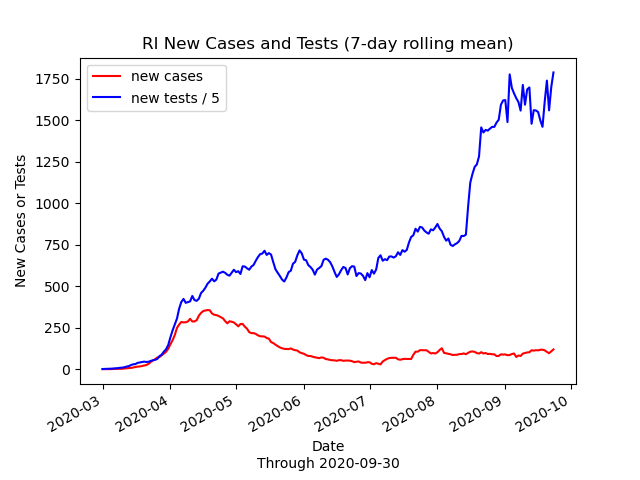 RI New Cases and Tests (7-day rolling mean)
new cases
new tests / 5
1750
1500
1250
1000
750
500
250
0
New Cases or Tests
2020-03
2020-04
2020-05
2020-06
2020-07
2020-08
2020-09
2020-10
Date
Through 2020-09-30